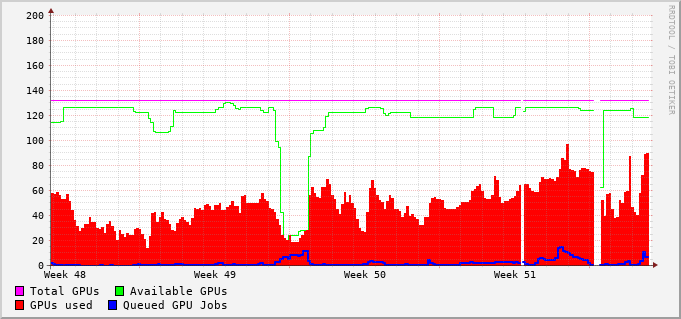 RRDTOOL / TOBI OETIKER
200
180
160
140
120
100
80
60
40
20
0
Week 48 Week 49 Week 50 Week 51
Total GPUs Available GPUs
GPUs used Queued GPU Jobs